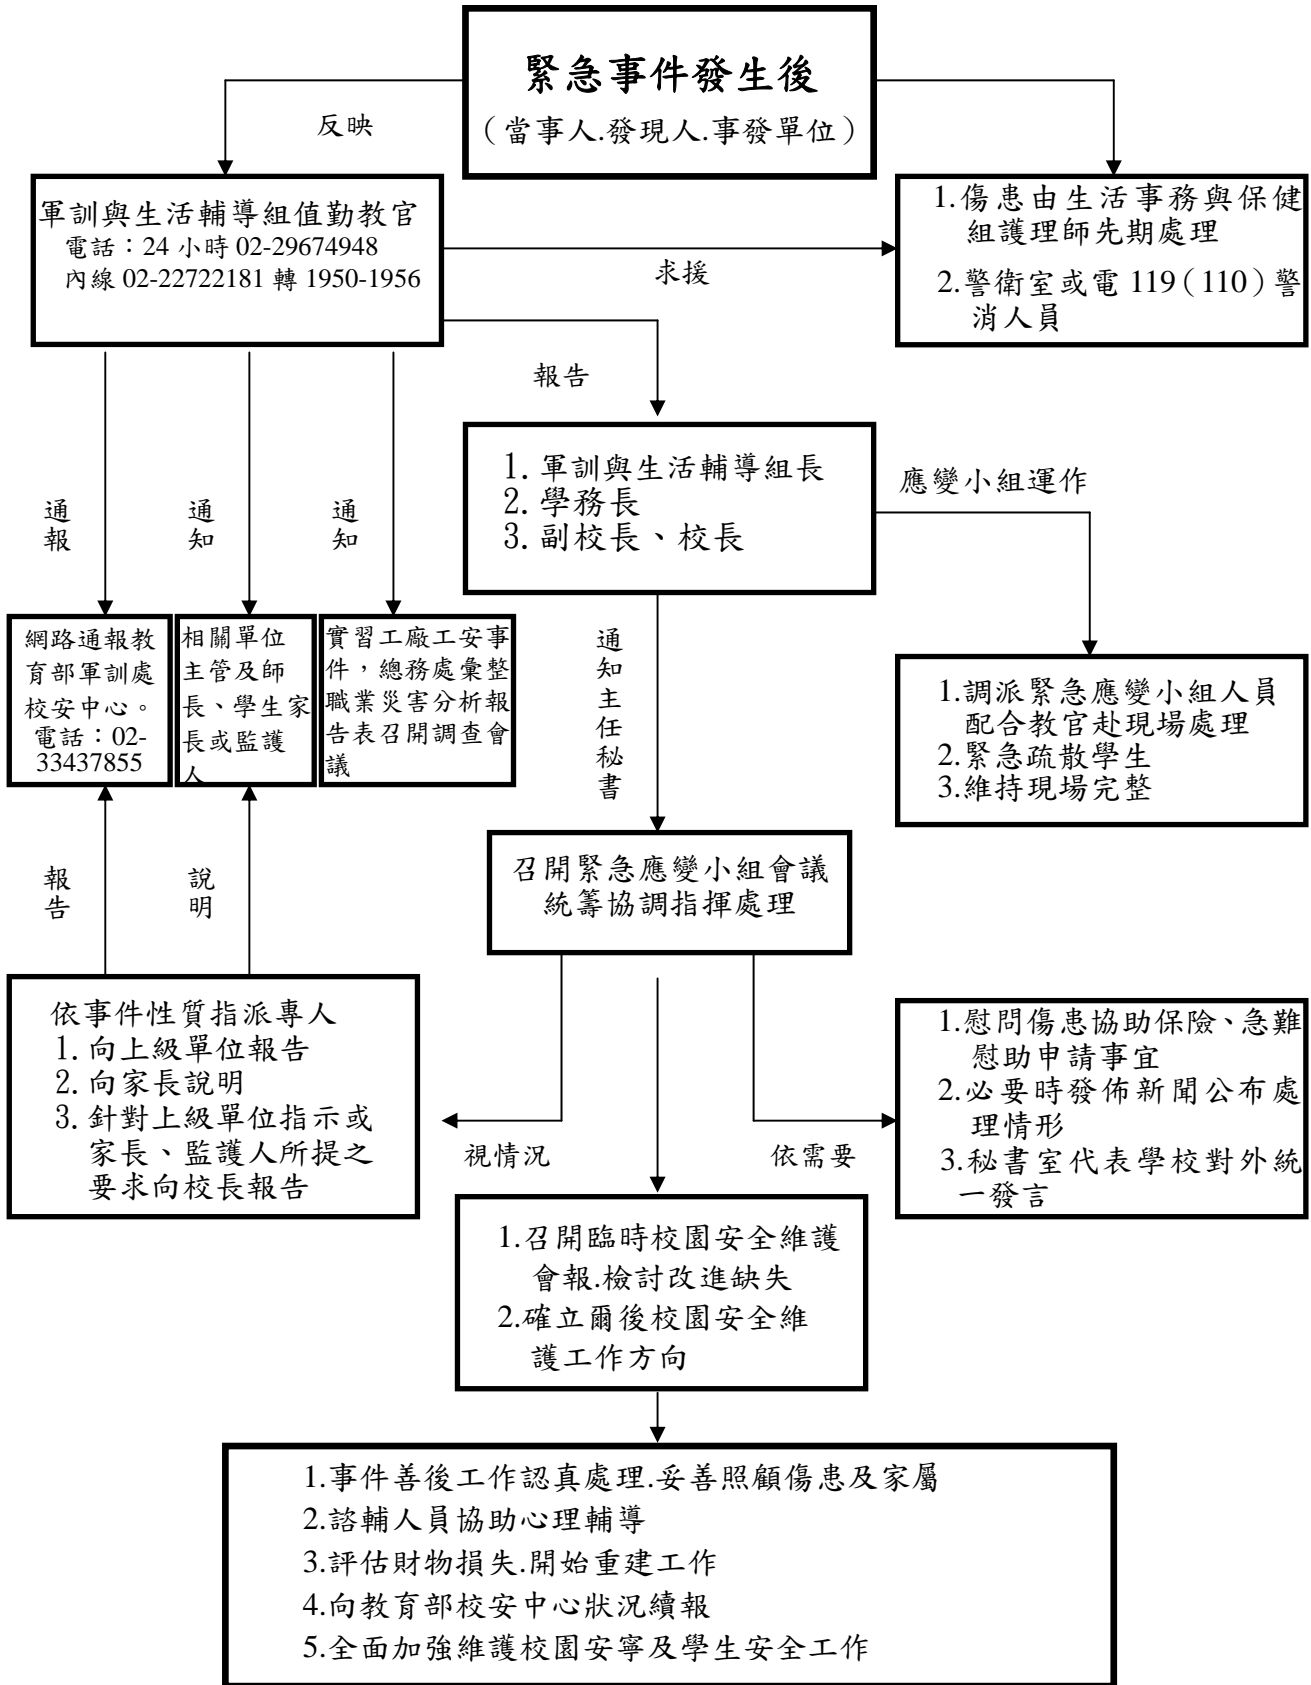 緊急事件發生後
（當事人.發現人.事發單位）
反映
軍訓與生活輔導組值勤教官
電話：24 小時 02-29674948
內線 02-22722181 轉 1950-1956
求援
1.傷患由生活事務與保健
組護理師先期處理
2.警衛室或電 119（110）警
消人員
報告
1. 軍訓與生活輔導組長
2. 學務長
3. 副校長、校長
應變小組運作
通報
通知
通知
網路通報教
育部軍訓處
校安中心。
電話：02-
33437855
相關單位
主管及師
長、學生家
長或監護
人
實習工廠工安事
件，總務處彙整
職業災害分析報
告表召開調查會
議
通知主任秘書
1.調派緊急應變小組人員
配合教官赴現場處理
2.緊急疏散學生
3.維持現場完整
報告
說明
召開緊急應變小組會議
統籌協調指揮處理
依事件性質指派專人
1. 向上級單位報告
2. 向家長說明
3. 針對上級單位指示或
家長、監護人所提之
要求向校長報告
視情況
依需要
1.慰問傷患協助保險、急難
慰助申請事宜
2.必要時發佈新聞公布處
理情形
3.秘書室代表學校對外統
一發言
1.召開臨時校園安全維護
會報.檢討改進缺失
2.確立爾後校園安全維
護工作方向
1.事件善後工作認真處理.妥善照顧傷患及家屬
2.諮輔人員協助心理輔導
3.評估財物損失.開始重建工作
4.向教育部校安中心狀況續報
5.全面加強維護校園安寧及學生安全工作